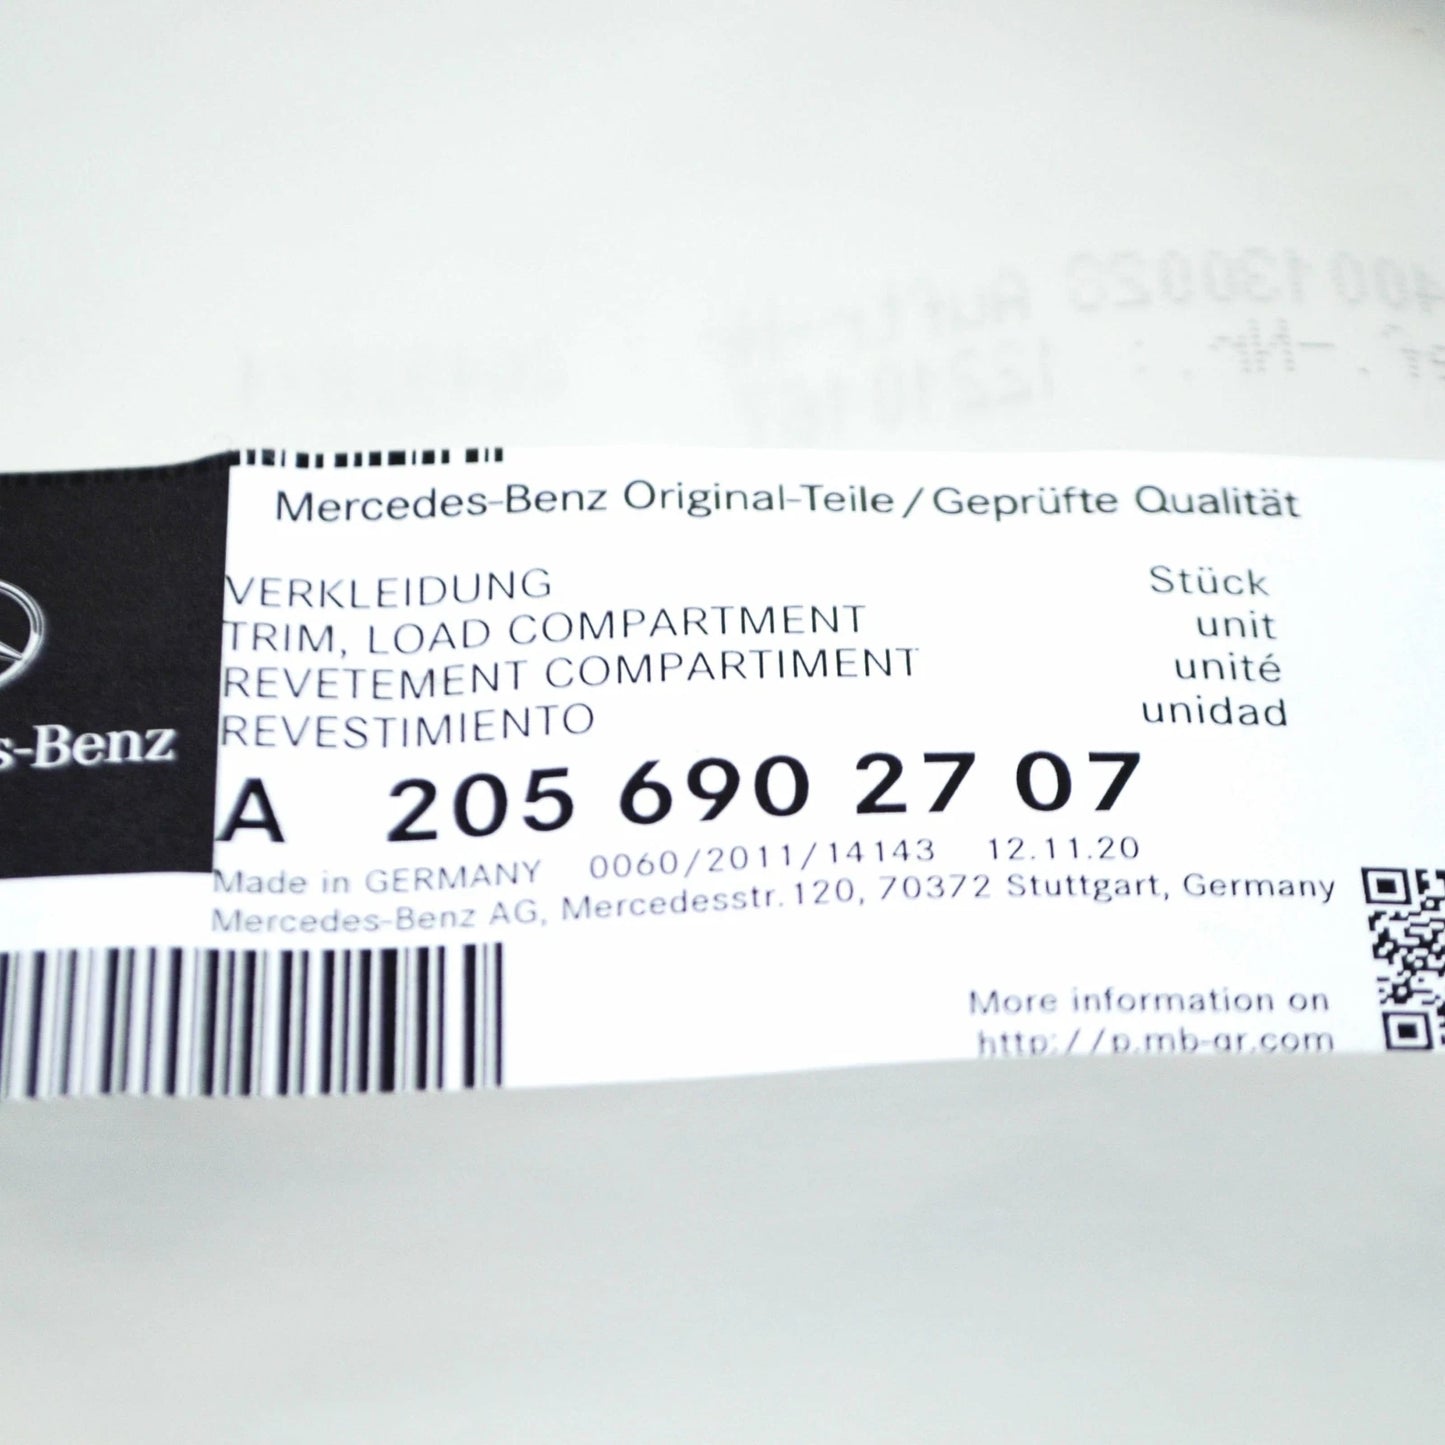 Mercedes-Benz Original-Teile / Geprüfte Qualität
VERKLEIDUNG Stück
TRIM, LOAD COMPARTMENT unit
REVETEMENT COMPARTIMENT unité
REVESTIMIENTO unidad
s-Benz
A 205 690 27 07
Made in GERMANY 0060/2011/14143 12.11.20
Mercedes-Benz AG, Mercedesstr. 120, 70372 Stuttgart, Germany
More information on
http://p.mb-qr.com